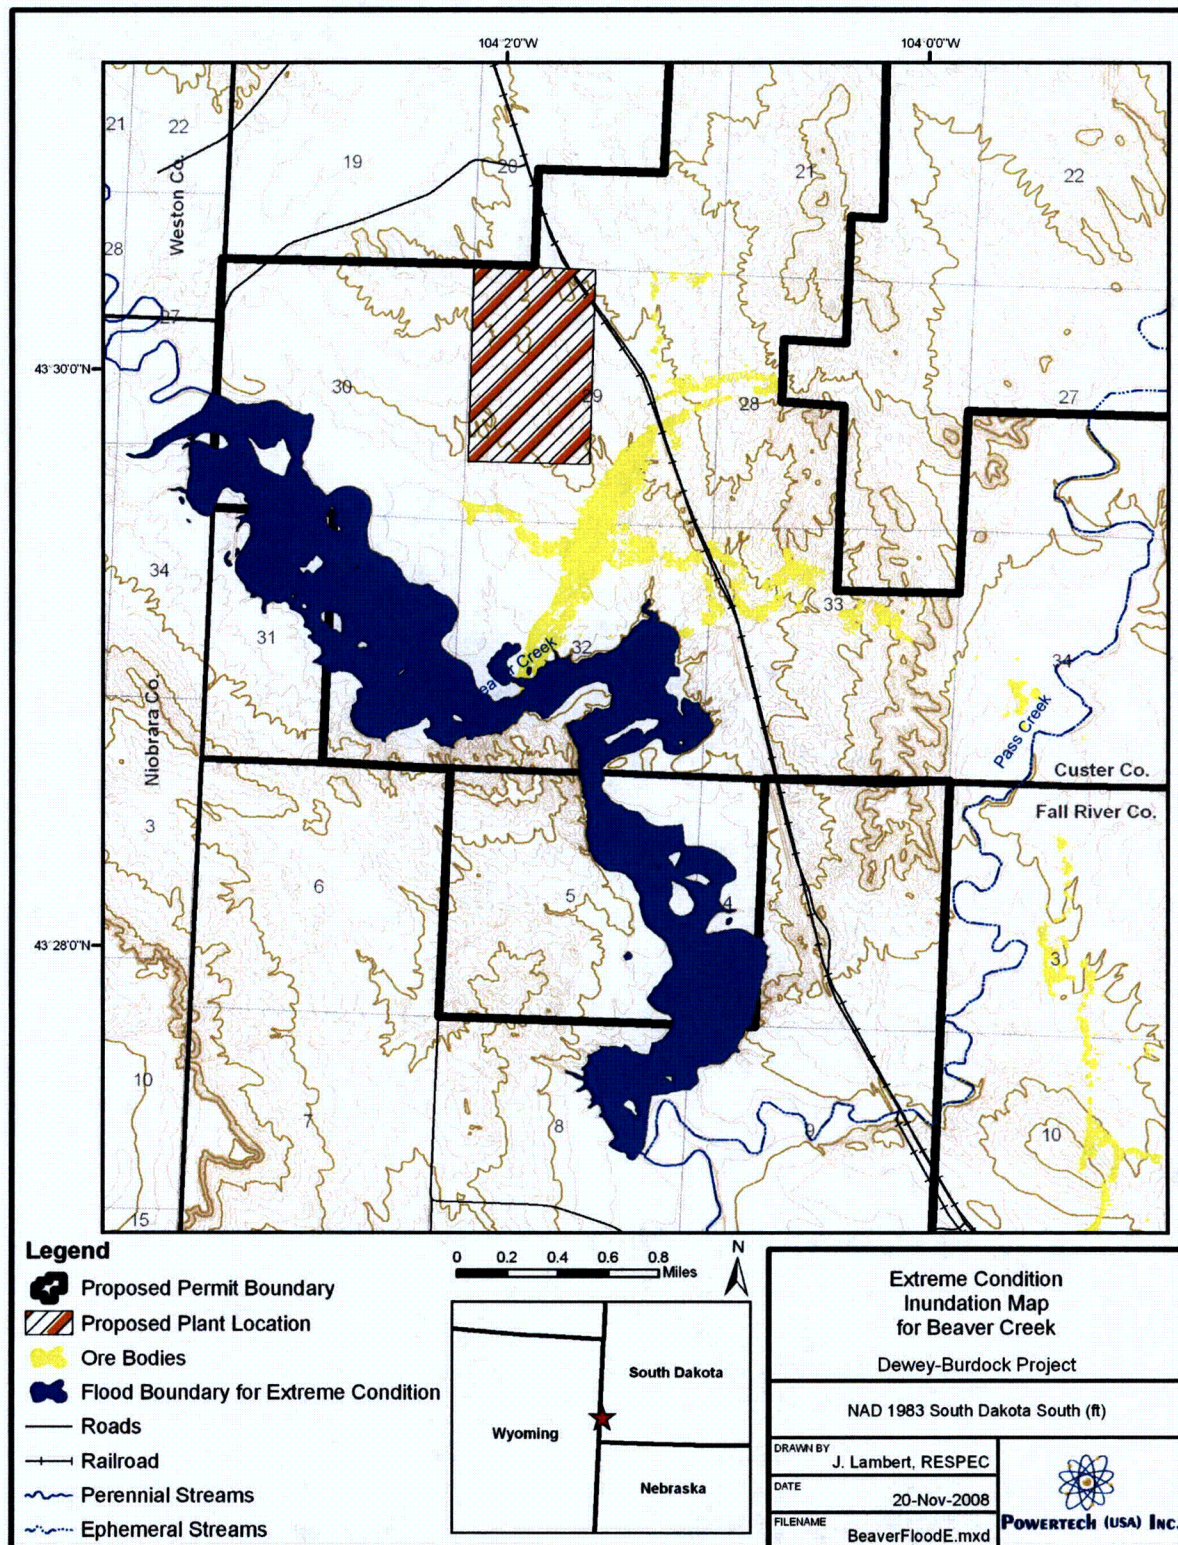 104°2'0"W
104°0'0"W
21
22
19
20
21
22
Weston Co.
28
27
43°30'0"N
30
29
28
27
34
31
32
33
34
Creek
Pass Creek
Niobrara Co.
Custer Co.
Fall River Co.
3
6
5
4
3
43°28'0"N
10
7
8
9
10
15
Legend
Proposed Permit Boundary
Proposed Plant Location
Ore Bodies
Flood Boundary for Extreme Condition
Roads
Railroad
Perennial Streams
Ephemeral Streams
0 0.2 0.4 0.6 0.8
Miles
N
South Dakota
Wyoming
Nebraska
Extreme Condition
Inundation Map
for Beaver Creek
Dewey-Burdock Project
NAD 1983 South Dakota South (ft)
DRAWN BY
J. Lambert, RESPEC
DATE
20-Nov-2008
FILENAME
BeaverFloodE.mxd
POWERTECH (USA) INC.